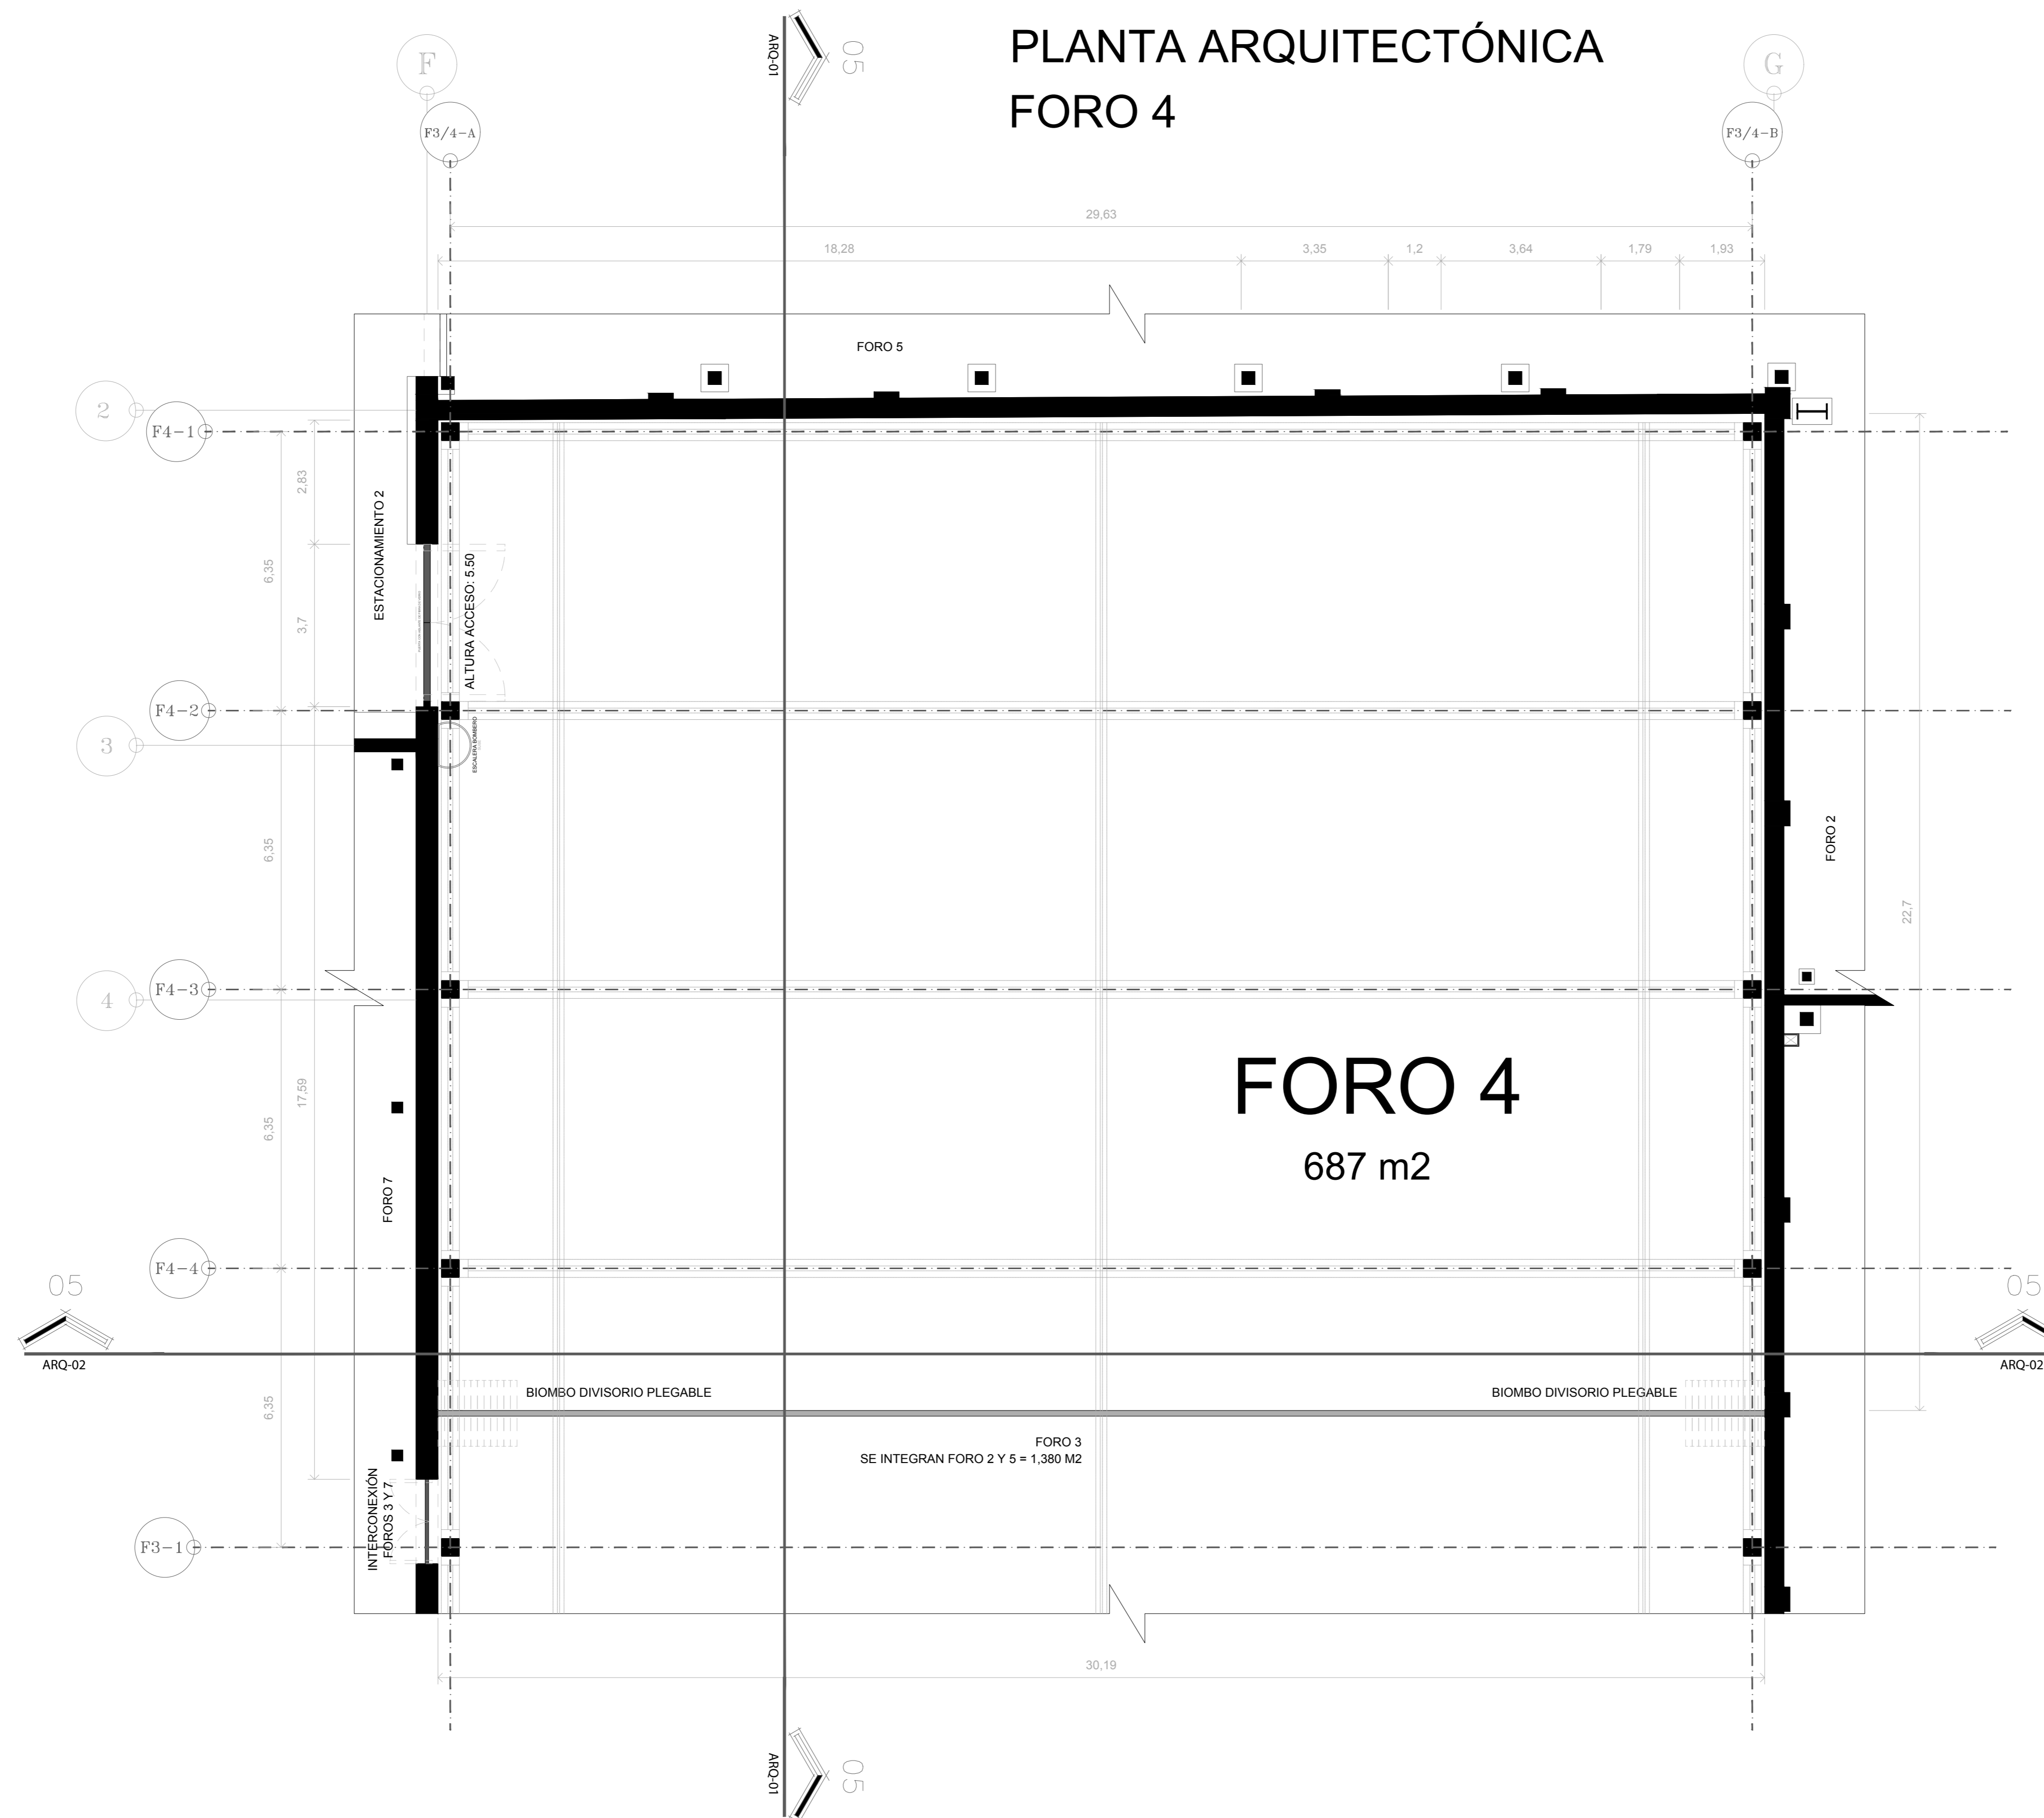 PLANTA ARQUITECTÓNICA
FORO 4
ARQ-01
05
F
G
F3/4-A
F3/4-B
29,63
18,28
3,35
1,2
3,64
1,79
1,93
FORO 5
2
F4-1
2,83
ESTACIONAMIENTO 2
6,35
3,7
ALTURA ACCESO: 5.50
F4-2
3
ESCALERA BOMBERO
6,35
FORO 2
22,7
F4-3
4
FORO 4
687 m2
17,59
6,35
FORO 7
F4-4
05
ARQ-02
05
ARQ-02
6,35
BIOMBO DIVISORIO PLEGABLE
BIOMBO DIVISORIO PLEGABLE
FORO 3
SE INTEGRAN FORO 2 Y 5 = 1,380 M2
INTERCONEXIÓN
FOROS 3 Y 7
F3-1
30,19
ARQ-01
05